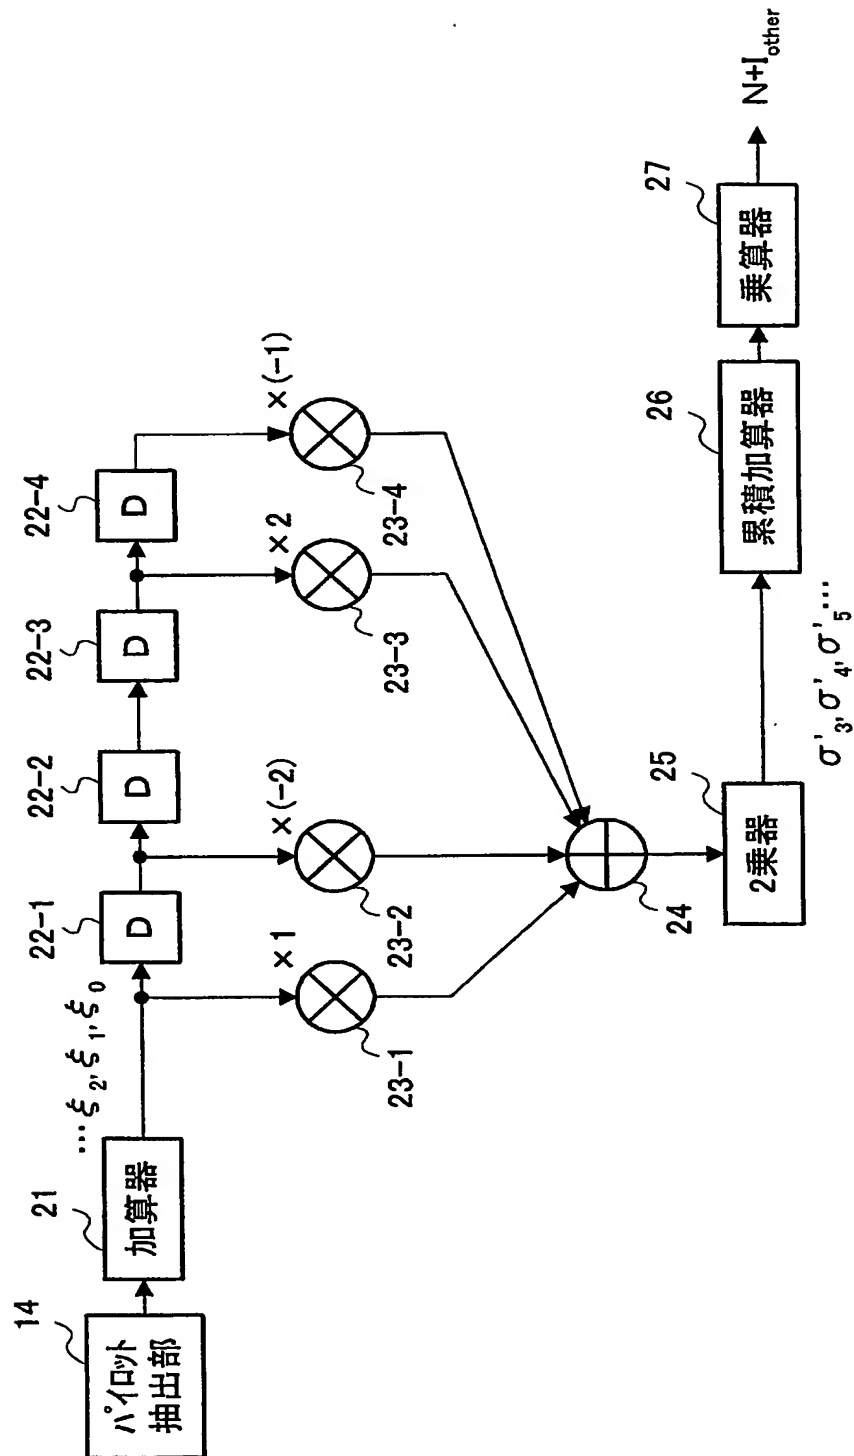 14
パイロット
抽出部
21
加算器
…ξ2, ξ1, ξ0
22-1
D
22-2
D
22-3
D
22-4
D
×1
23-1
×(-2)
23-2
×2
23-3
×(-1)
23-4
24
25
2乗器
σ'3, σ'4, σ'5…
26
累積加算器
27
乗算器
N+Iother